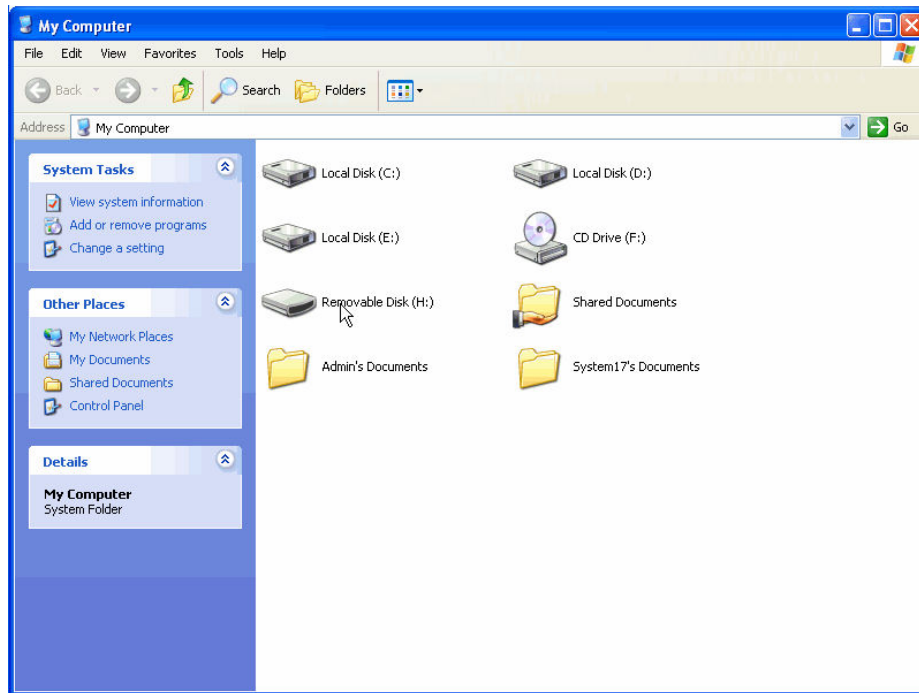 My Computer
File Edit View Favorites Tools Help
Back Search Folders
Address My Computer Go
System Tasks
View system information
Add or remove programs
Change a setting
Other Places
My Network Places
My Documents
Shared Documents
Control Panel
Details
My Computer
System Folder
Local Disk (C:) Local Disk (D:)
Local Disk (E:) CD Drive (F:)
Removable Disk (H:) Shared Documents
Admin's Documents System17's Documents